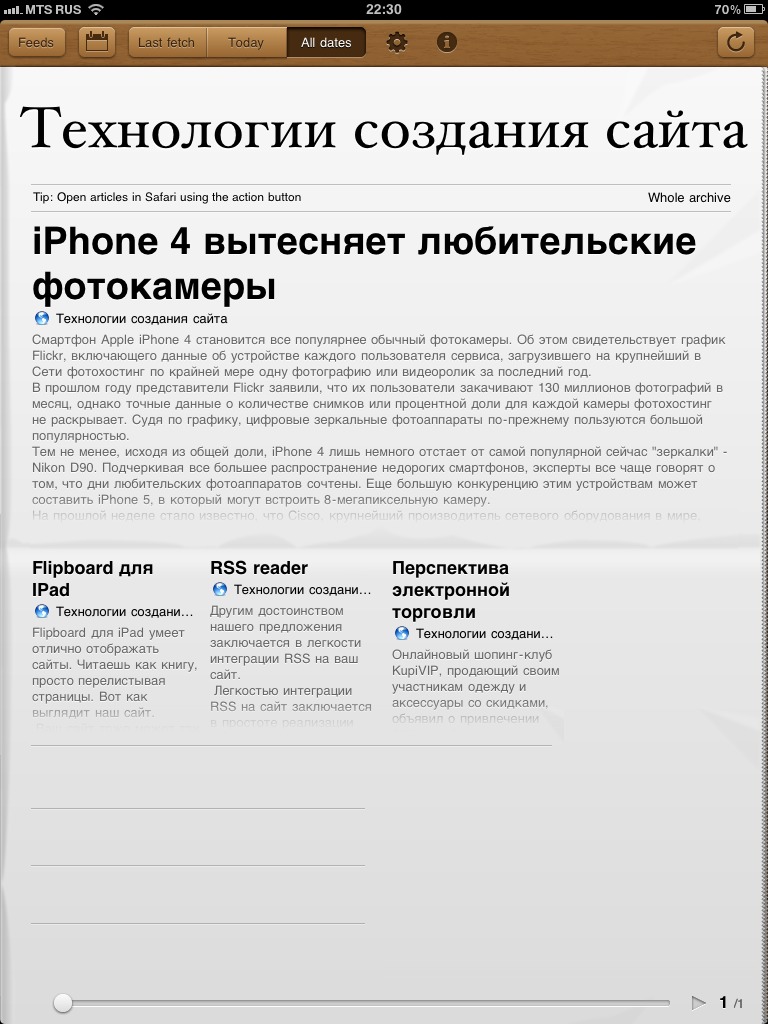 MTS RUS 22:30 70%
Feeds Last fetch Today All dates
Технологии создания сайта
Tip: Open articles in Safari using the action button Whole archive
iPhone 4 вытесняет любительские
фотокамеры
Технологии создания сайта
Смартфон Apple iPhone 4 становится все популярнее обычный фотокамеры. Об этом свидетельствует график
Flickr, включающего данные об устройстве каждого пользователя сервиса, загрузившего на крупнейший в
Сети фотохостинг по крайней мере одну фотографию или видеоролик за последний год.
В прошлом году представители Flickr заявили, что их пользователи закачивают 130 миллионов фотографий в
месяц, однако точные данные о количестве снимков или процентной доли для каждой камеры фотохостинг
не раскрывает. Судя по графику, цифровые зеркальные фотоаппараты по-прежнему пользуются большой
популярностью.
Тем не менее, исходя из общей доли, iPhone 4 лишь немного отстает от самой популярной сейчас "зеркалки" -
Nikon D90. Подчеркивая все большее распространение недорогих смартфонов, эксперты все чаще говорят о
том, что дни любительских фотоаппаратов сочтены. Еще большую конкуренцию этим устройствам может
составить iPhone 5, в который могут встроить 8-мегапиксельную камеру.
На прошлой неделе стало известно, что Cisco, крупнейший производитель сетевого оборудования в мире,
Flipboard для
IPad
Технологии создани...
Flipboard для iPad умеет
отлично отображать
сайты. Читаешь как книгу,
просто перелистывая
страницы. Вот как
выглядит наш сайт.
RSS reader
Технологии создани...
Другим достоинством
нашего предложения
заключается в легкости
интеграции RSS на ваш
сайт.
Легкостью интеграции
RSS на сайт заключается
в простоте реализации
Перспектива
электронной
торговли
Технологии создани...
Онлайновый шопинг-клуб
KupiVIP, продающий своим
участникам одежду и
аксессуары со скидками,
объявил о привлечении
1 /1